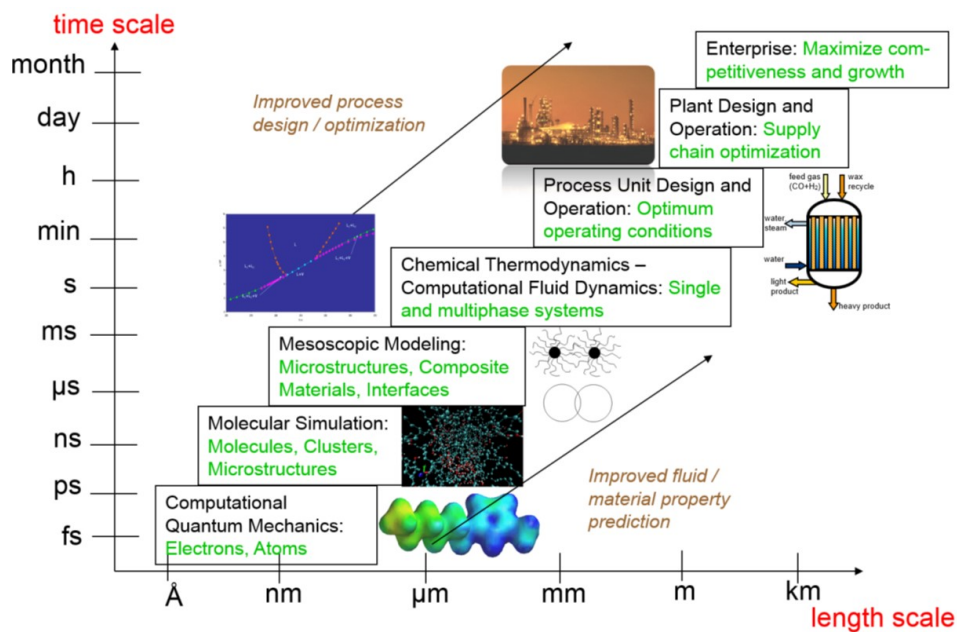 time scale
month
day
h
min
s
ms
µs
ns
ps
fs
Improved process
design / optimization
Enterprise: Maximize com-
petitiveness and growth
Plant Design and
Operation: Supply
chain optimization
Process Unit Design and
Operation: Optimum
operating conditions
feed gas
(CO+H₂)
wax
recycle
water
steam
water
light
product
heavy product
Chemical Thermodynamics –
Computational Fluid Dynamics: Single
and multiphase systems
Mesoscopic Modeling:
Microstructures, Composite
Materials, Interfaces
Molecular Simulation:
Molecules, Clusters,
Microstructures
Improved fluid /
material property
prediction
Computational
Quantum Mechanics:
Electrons, Atoms
Å
nm
µm
mm
m
km
length scale